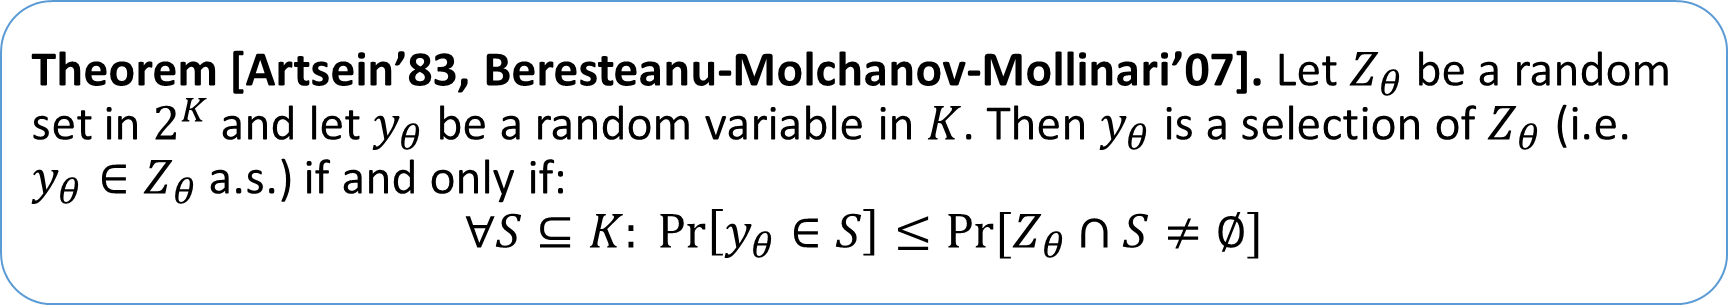 Theorem [Artsein’83, Beresteanu-Molchanov-Mollinari’07]. Let Z_θ be a random
set in 2^K and let y_θ be a random variable in K. Then y_θ is a selection of Z_θ (i.e.
y_θ ∈ Z_θ a.s.) if and only if:
∀S ⊆ K: Pr[y_θ ∈ S] ≤ Pr[Z_θ ∩ S ≠ ∅]